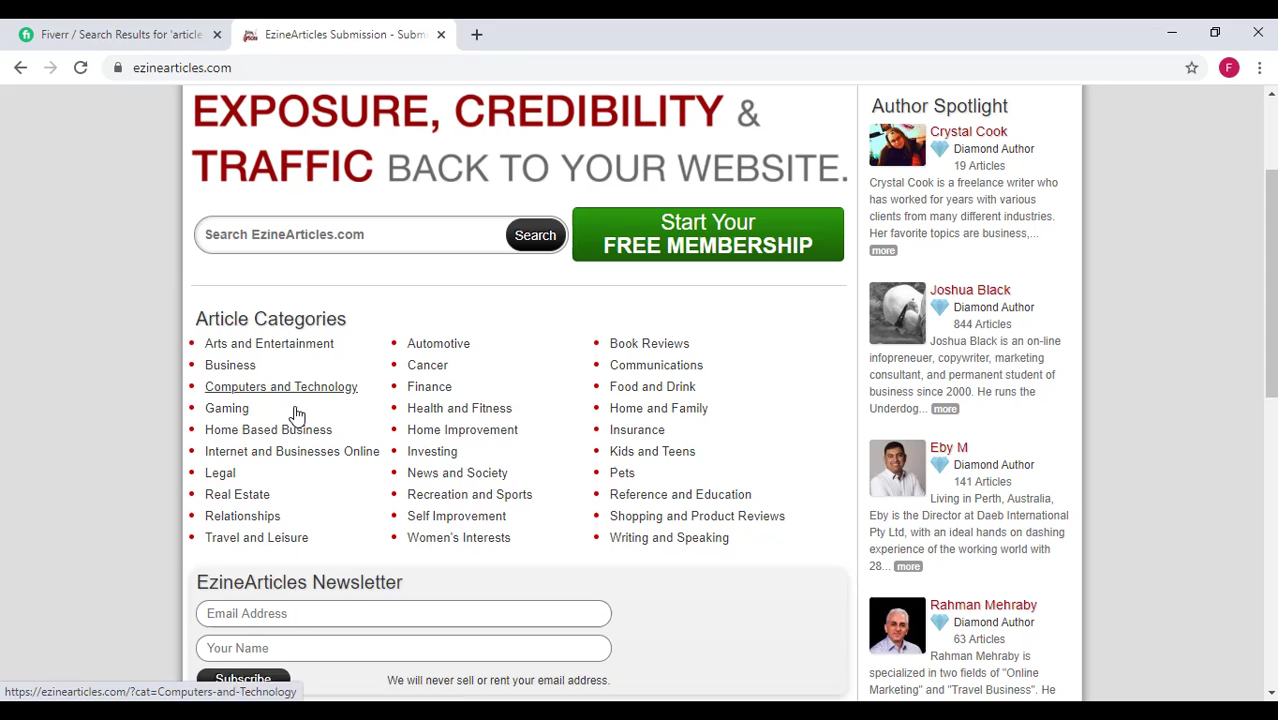 Fiverr / Search Results for 'article
EzineArticles Submission - Subm
ezinearticles.com
F
EXPOSURE, CREDIBILITY &
TRAFFIC BACK TO YOUR WEBSITE.
Search EzineArticles.com
Search
Start Your
FREE MEMBERSHIP
Article Categories
Arts and Entertainment
Business
Computers and Technology
Gaming
Home Based Business
Internet and Businesses Online
Legal
Real Estate
Relationships
Travel and Leisure
Automotive
Cancer
Finance
Health and Fitness
Home Improvement
Investing
News and Society
Recreation and Sports
Self Improvement
Women's Interests
Book Reviews
Communications
Food and Drink
Home and Family
Insurance
Kids and Teens
Pets
Reference and Education
Shopping and Product Reviews
Writing and Speaking
EzineArticles Newsletter
Email Address
Your Name
Subscribe
We will never sell or rent your email address.
Author Spotlight
Crystal Cook
Diamond Author
19 Articles
Crystal Cook is a freelance writer who
has worked for years with various
clients from many different industries.
Her favorite topics are business,...
more
Joshua Black
Diamond Author
844 Articles
Joshua Black is an on-line
infopreneuer, copywriter, marketing
consultant, and permanent student of
business since 2000. He runs the
Underdog... more
Eby M
Diamond Author
141 Articles
Living in Perth, Australia,
Eby is the Director at Daeb International
Pty Ltd, with an ideal hands on dashing
experience of the working world with
28... more
Rahman Mehraby
Diamond Author
63 Articles
Rahman Mehraby is
specialized in two fields of "Online
Marketing" and "Travel Business". He
https://ezinearticles.com/?cat=Computers-and-Technology